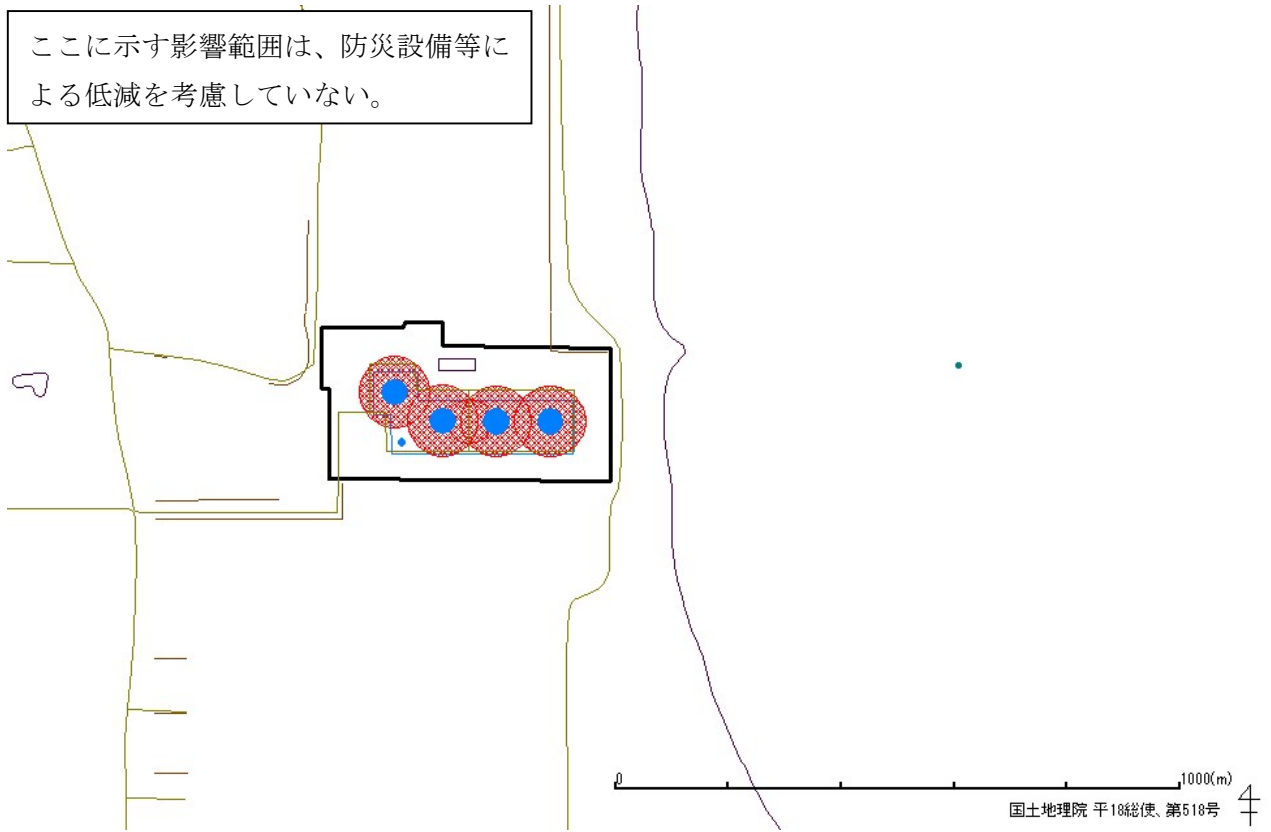 ここに示す影響範囲は、防災設備等に
よる低減を考慮していない。
0 1000(m)
国土地理院 平18総使、第518号